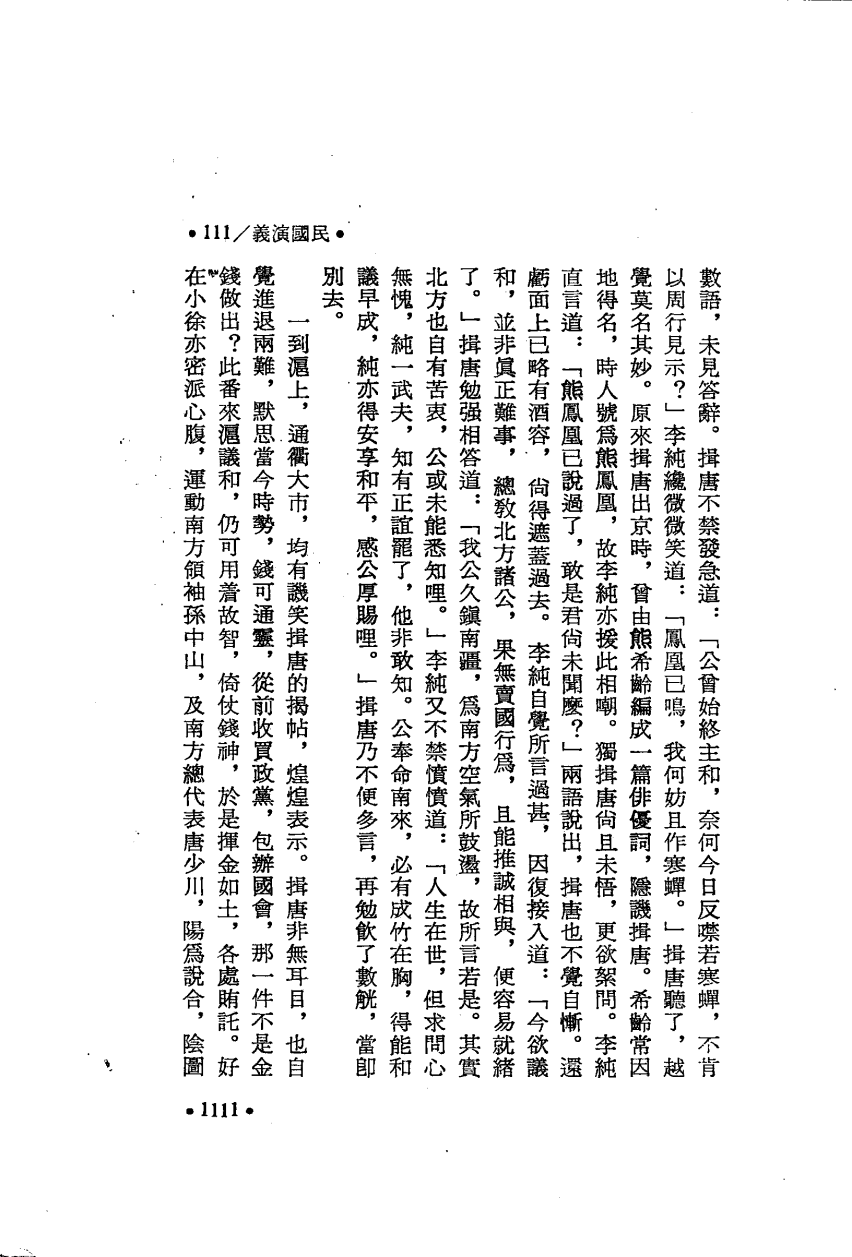 •民國演義／111•
數語，未見答辭。揖唐不禁發急道：「公曾始終主和，奈何今日反噤若寒蟬，不肯
以周行見示？」李純纔微微笑道：「鳳凰已鳴，我何妨且作寒蟬。」揖唐聽了，越
覺莫名其妙。原來揖唐出京時，曾由熊希齡編成一篇俳優詞，隱譏揖唐。希齡常因
地得名，時人號爲熊鳳凰，故李純亦援此相嘲。獨揖唐尙且未悟，更欲絮問。李純
直言道：「熊鳳凰已說過了，敢是君尙未聞麼？」兩語說出，揖唐也不覺自慚。還
虧面上已略有酒容，尙得遮蓋過去。李純自覺所言過甚，因復接入道：「今欲議
和，並非眞正難事，總敎北方諸公，果無賣國行爲，且能推誠相與，便容易就緒
了。」揖唐勉强相答道：「我公久鎭南疆，爲南方空氣所鼓盪，故所言若是。其實
北方也自有苦衷，公或未能悉知哩。」李純又不禁憤憤道：「人生在世，但求問心
無愧，純一武夫，知有正誼罷了，他非敢知。公奉命南來，必有成竹在胸，得能和
議早成，純亦得安享和平，感公厚賜哩。」揖唐乃不便多言，再勉飮了數觥，當卽
別去。
一到滬上，通衢大市，均有譏笑揖唐的揭帖，煌煌表示。揖唐非無耳目，也自
覺進退兩難，默思當今時勢，錢可通靈，從前收買政黨，包辦國會，那一件不是金
錢做出？此番來滬議和，仍可用着故智，倚仗錢神，於是揮金如土，各處賄託。好
在小徐亦密派心腹，運動南方領袖孫中山，及南方總代表唐少川，陽爲說合，陰圖
•1111•